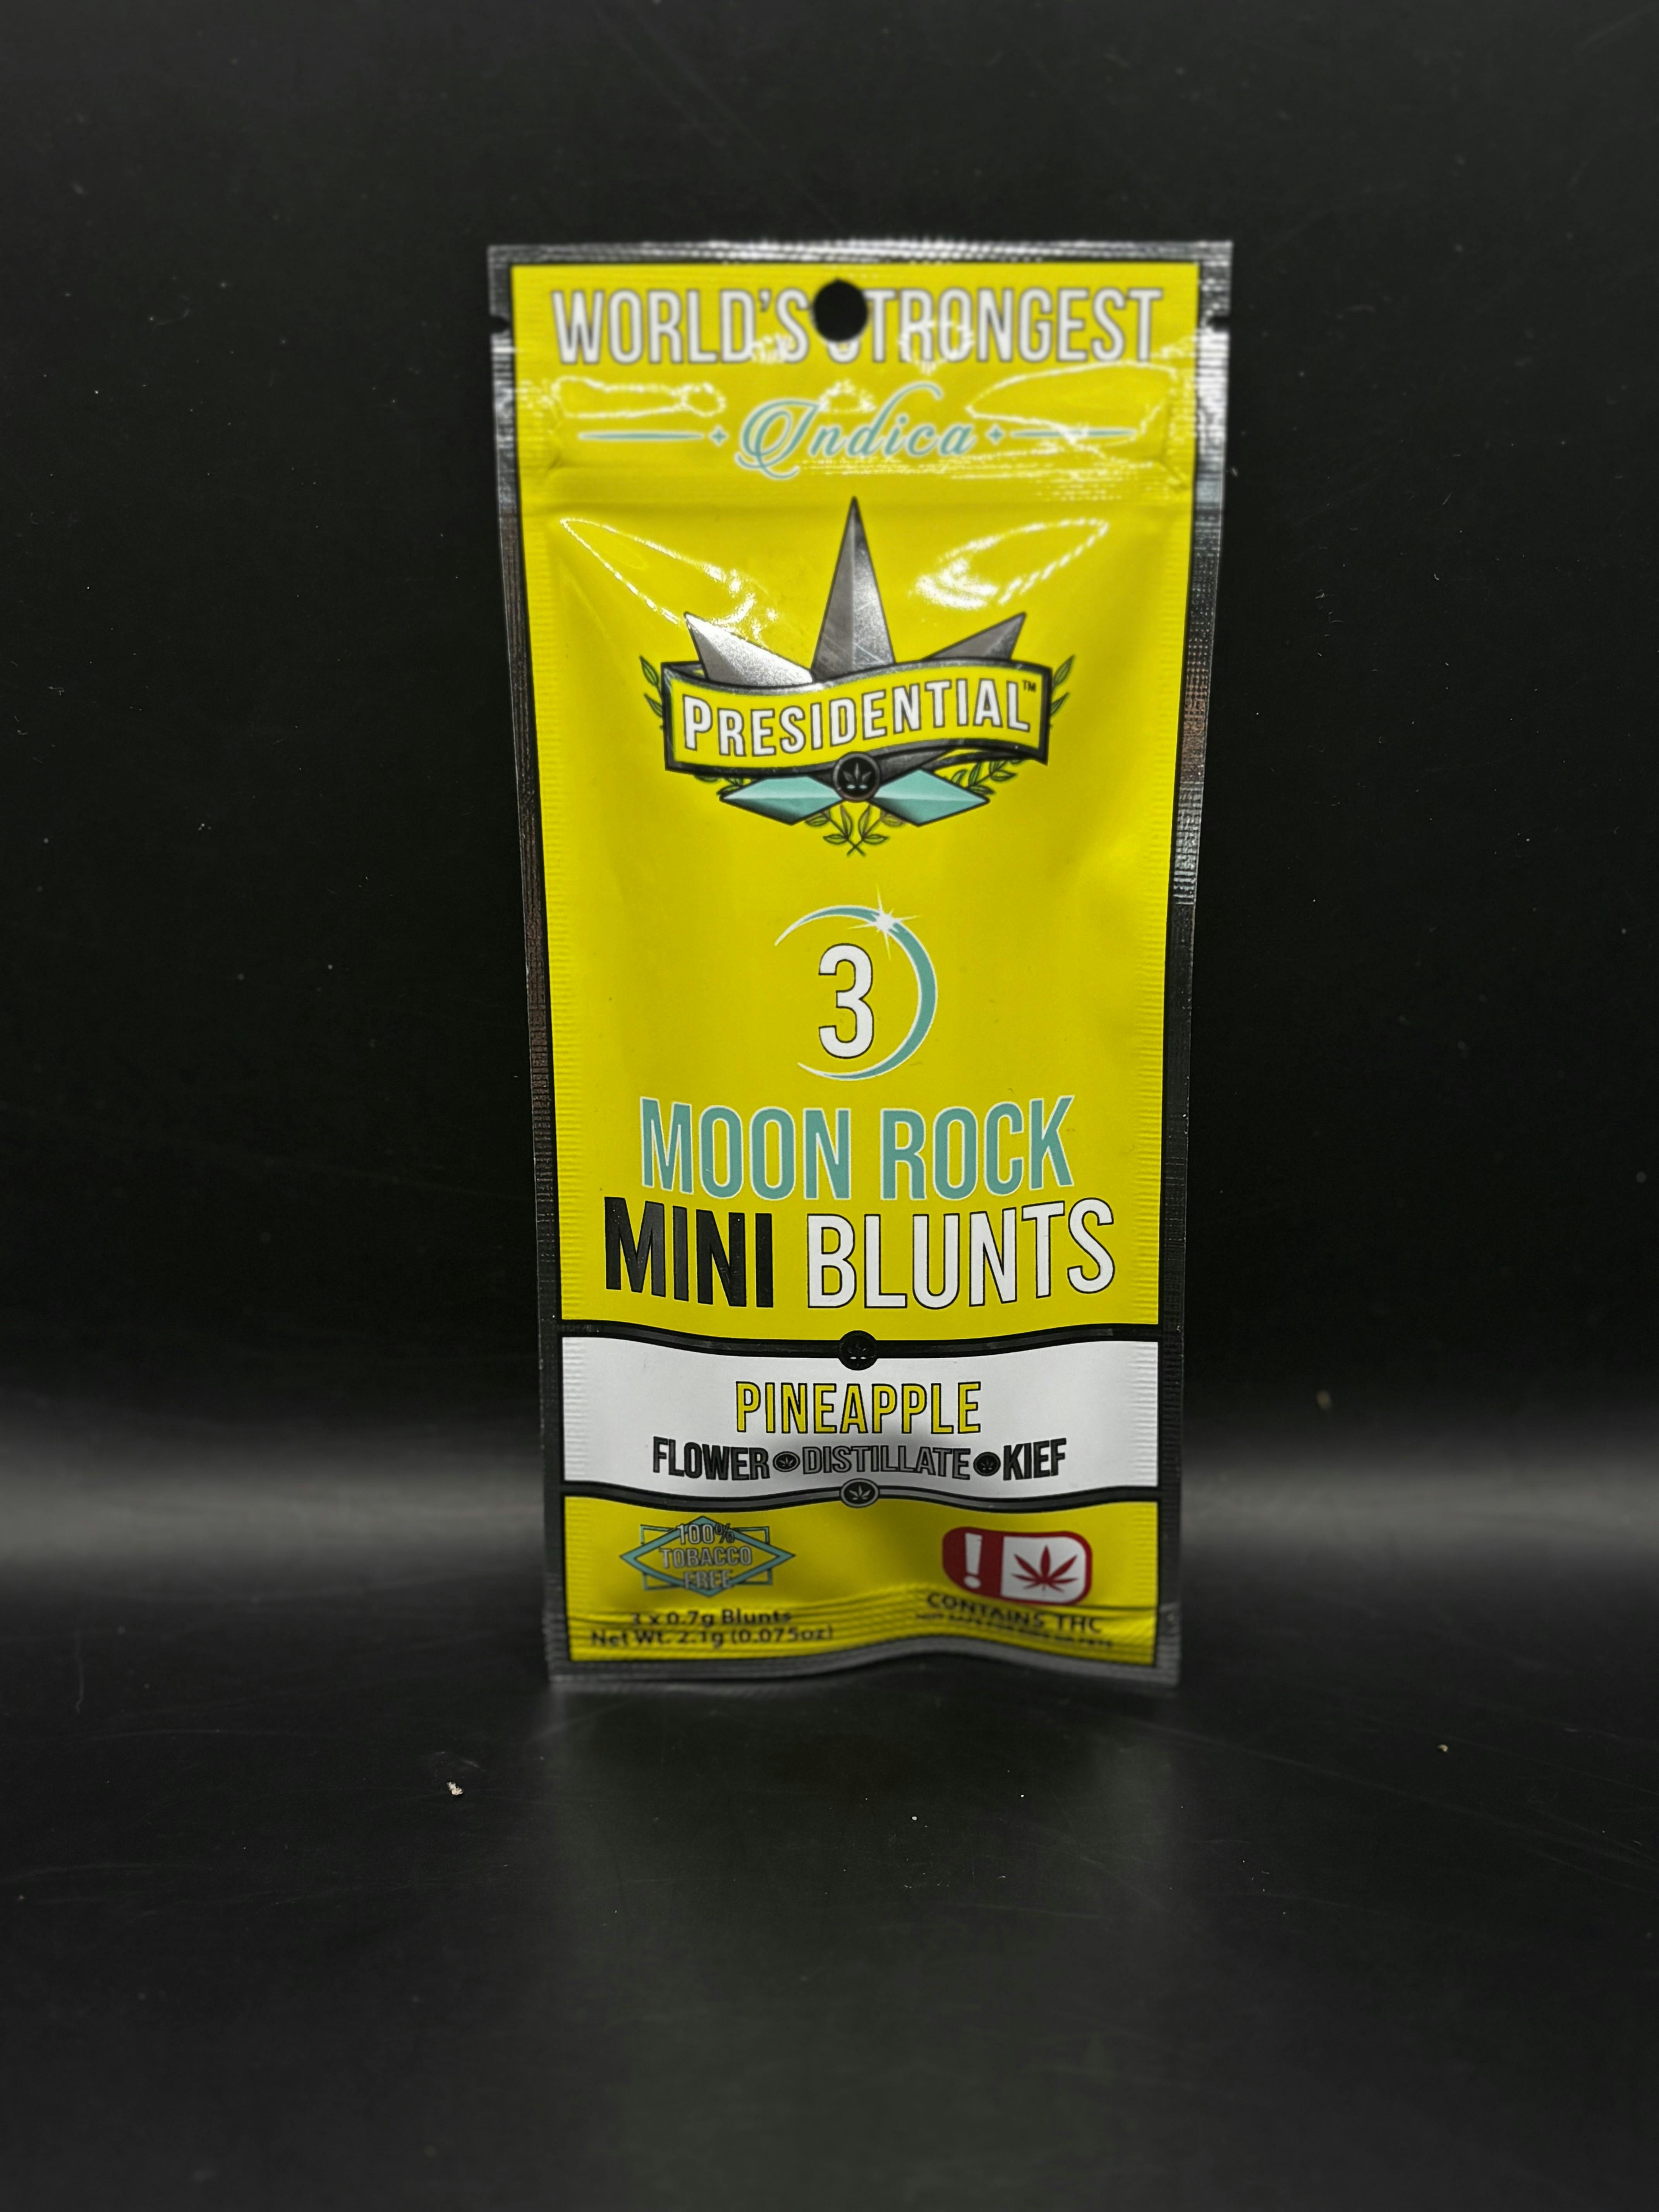 WORLD'S STRONGEST
Indica
PRESIDENTIAL™
3
MOON ROCK
MINI BLUNTS
PINEAPPLE
FLOWER DISTILLATE KIEF
100%
TOBACCO
FREE
3 x 0.7g Blunts
Net Wt. 2.1g (0.075oz)
!
CONTAINS THC